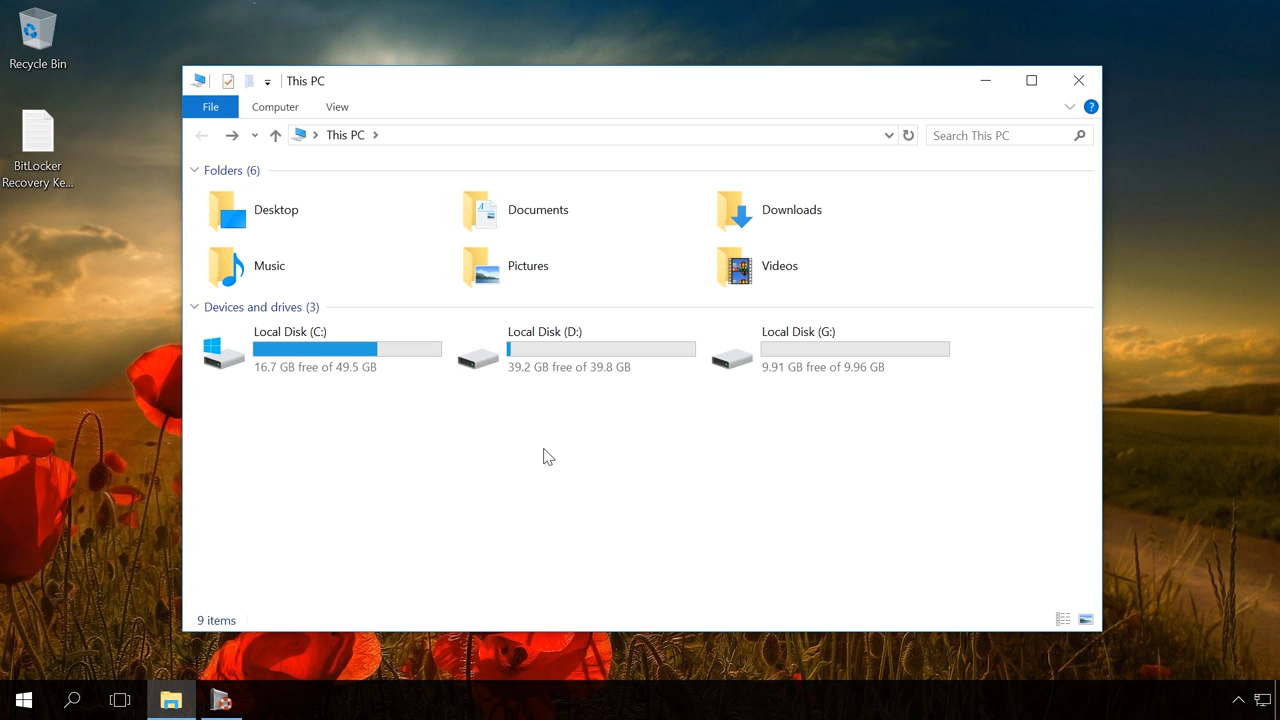 Recycle Bin
BitLocker
Recovery Ke...
This PC
File
Computer
View
?
This PC
Search This PC
Folders (6)
Desktop
Documents
Downloads
Music
Pictures
Videos
Devices and drives (3)
Local Disk (C:)
16.7 GB free of 49.5 GB
Local Disk (D:)
39.2 GB free of 39.8 GB
Local Disk (G:)
9.91 GB free of 9.96 GB
9 items